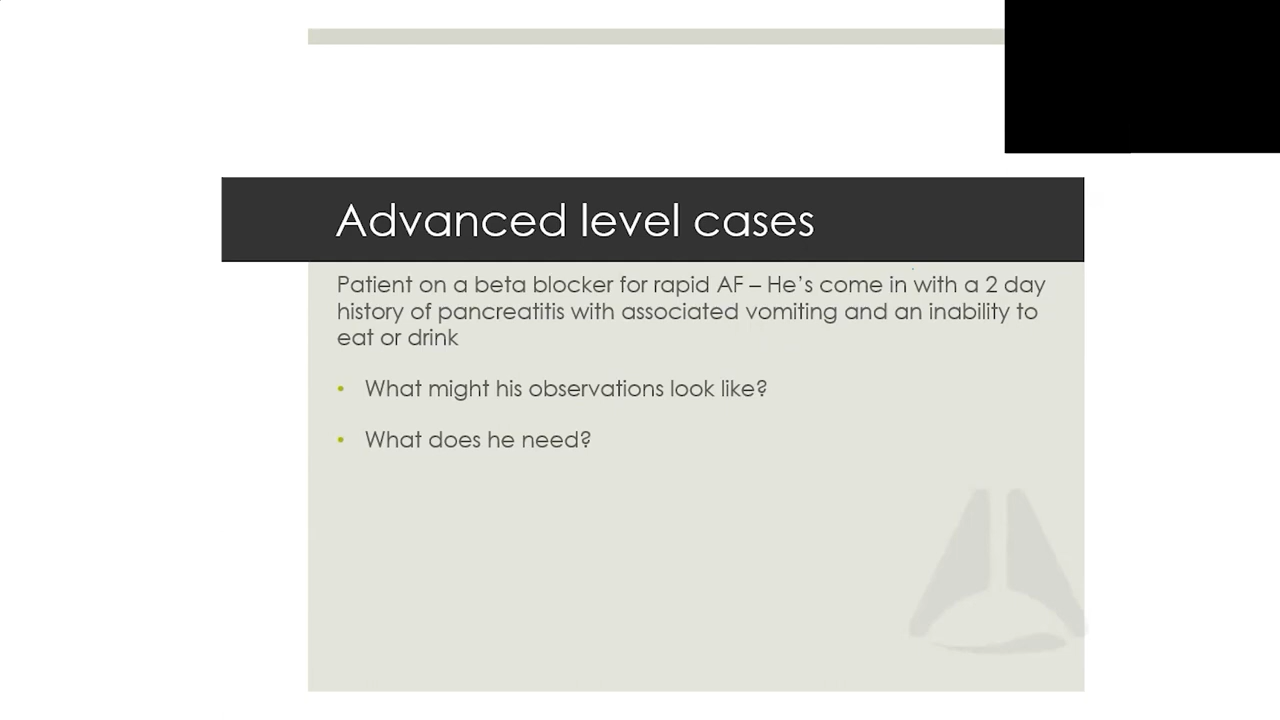 Advanced level cases
Patient on a beta blocker for rapid AF – He’s come in with a 2 day
history of pancreatitis with associated vomiting and an inability to
eat or drink
• What might his observations look like?
• What does he need?